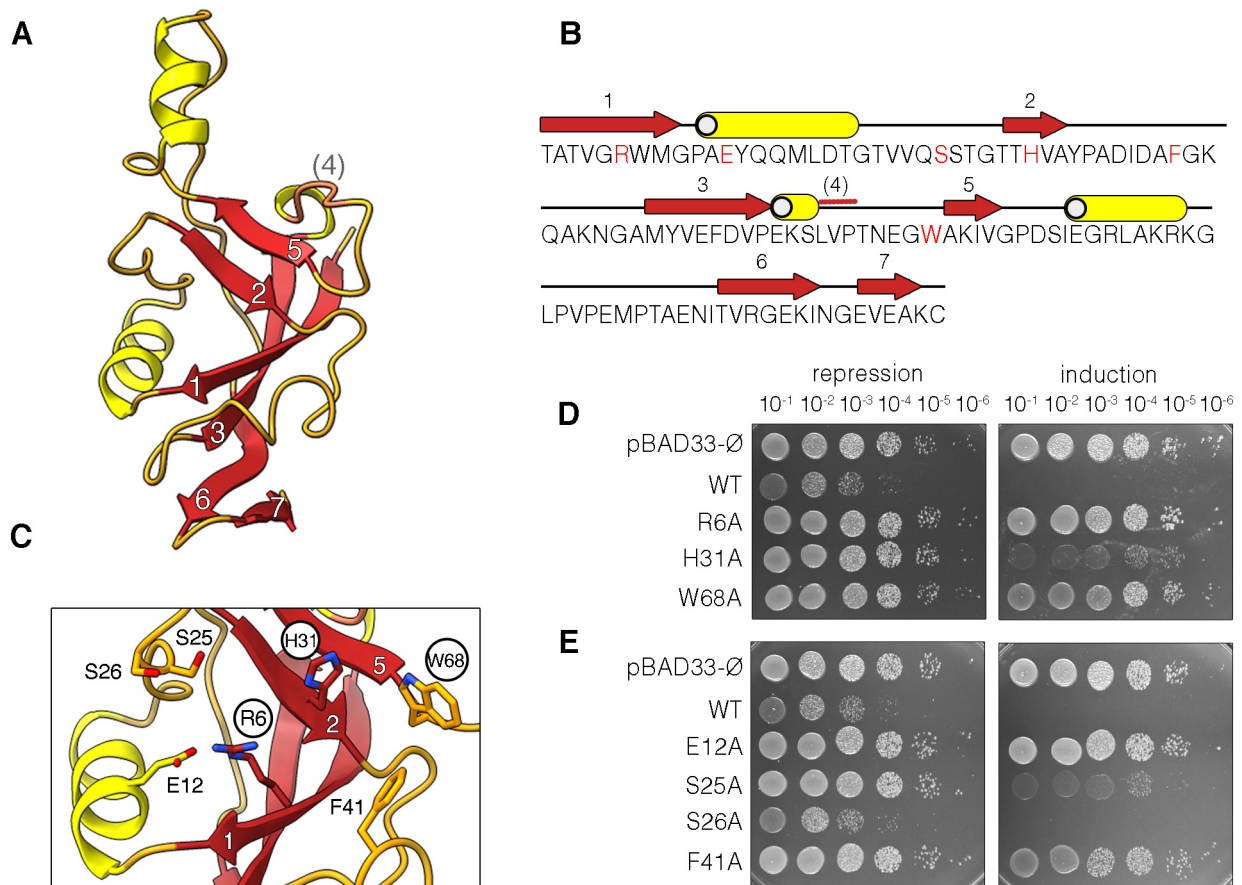 A
(4)
5
2
1
3
6
7
B
1
2
TATVGRWMGPAEYQQMLDTGTVVQSSTGTTHVAYPADIDAFGK
3
(4)
5
QAKNGAMYVEFDVPEKSLVPTNEGWAKIVGPDSIEGRLAKRKG
6
7
LPVPEMPTAENITVRGEKINGEVEAKC
C
S25
S26
H31
5
W68
R6
2
E12
F41
1
repression
induction
10⁻¹ 10⁻² 10⁻³ 10⁻⁴ 10⁻⁵ 10⁻⁶
10⁻¹ 10⁻² 10⁻³ 10⁻⁴ 10⁻⁵ 10⁻⁶
D
pBAD33-Ø
WT
R6A
H31A
W68A
E
pBAD33-Ø
WT
E12A
S25A
S26A
F41A